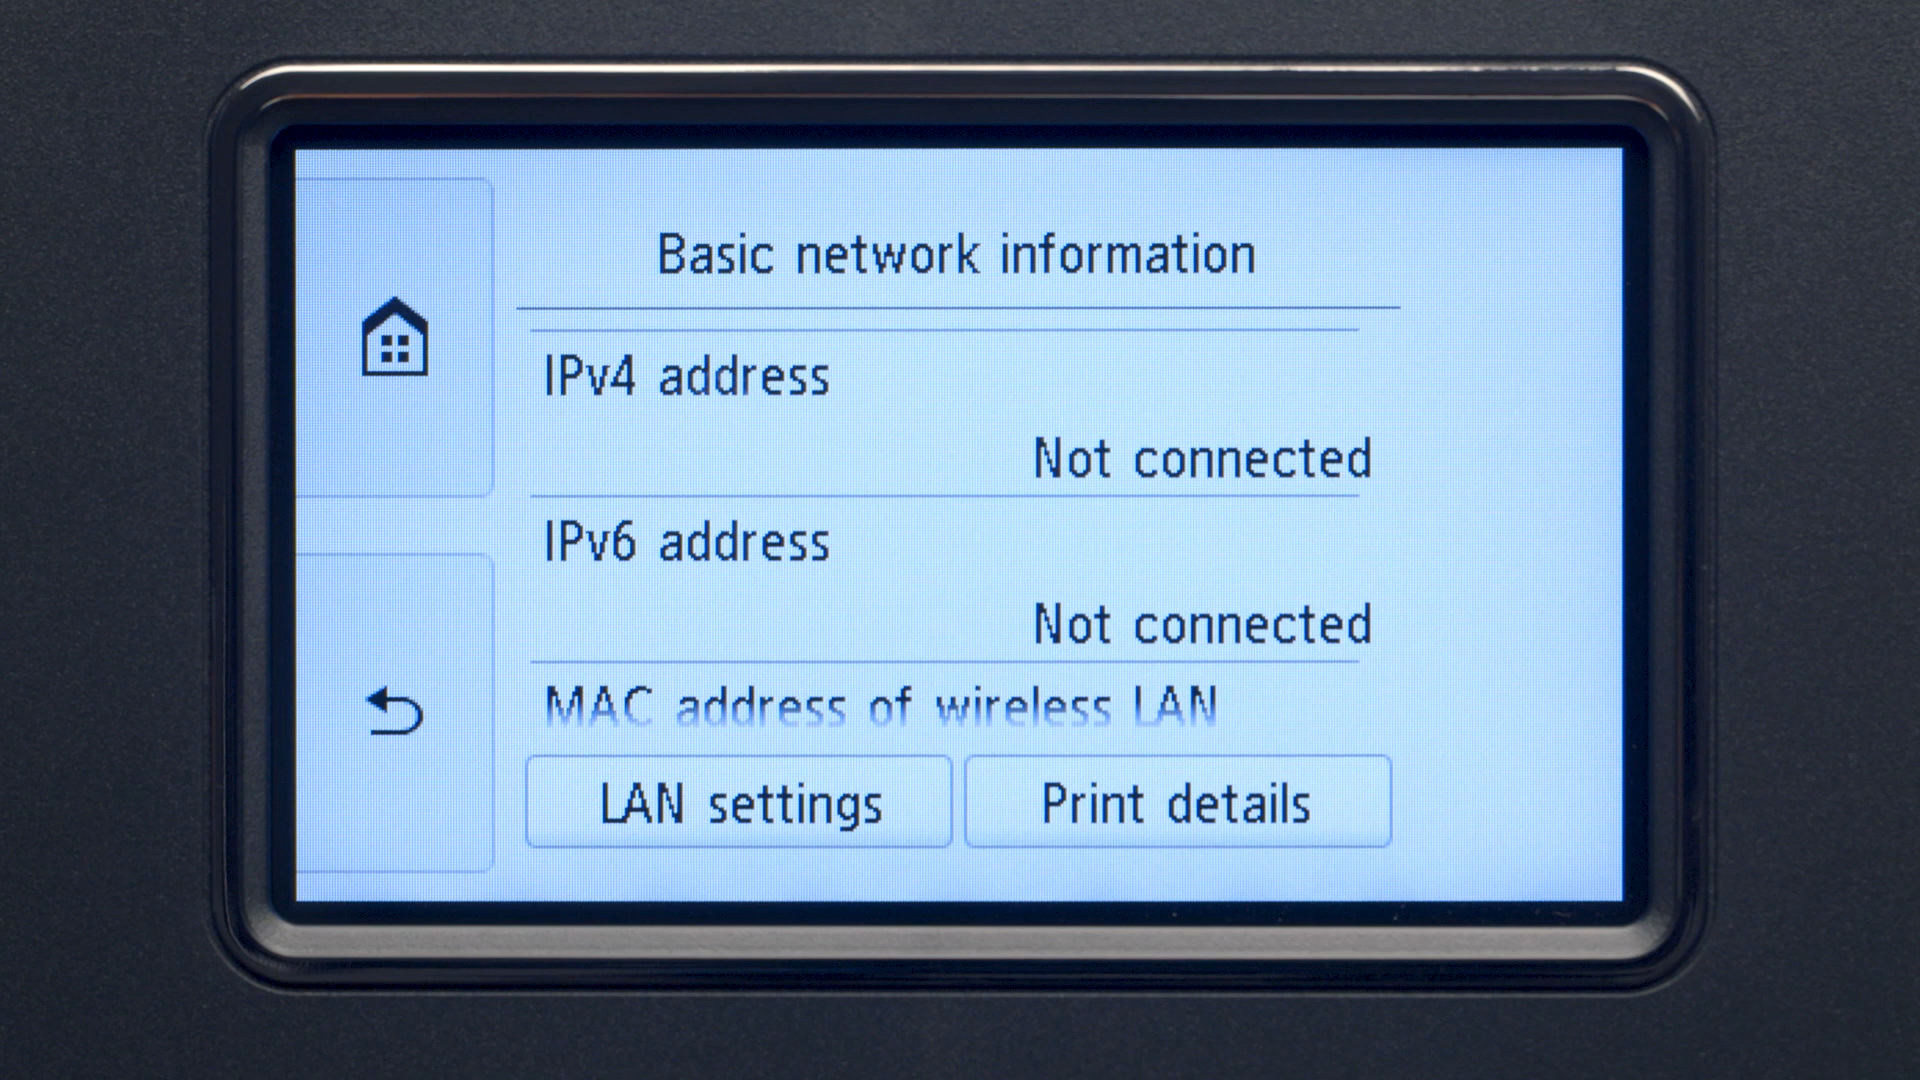 Basic network information
IPv4 address
Not connected
IPv6 address
Not connected
MAC address of wireless LAN
LAN settings
Print details